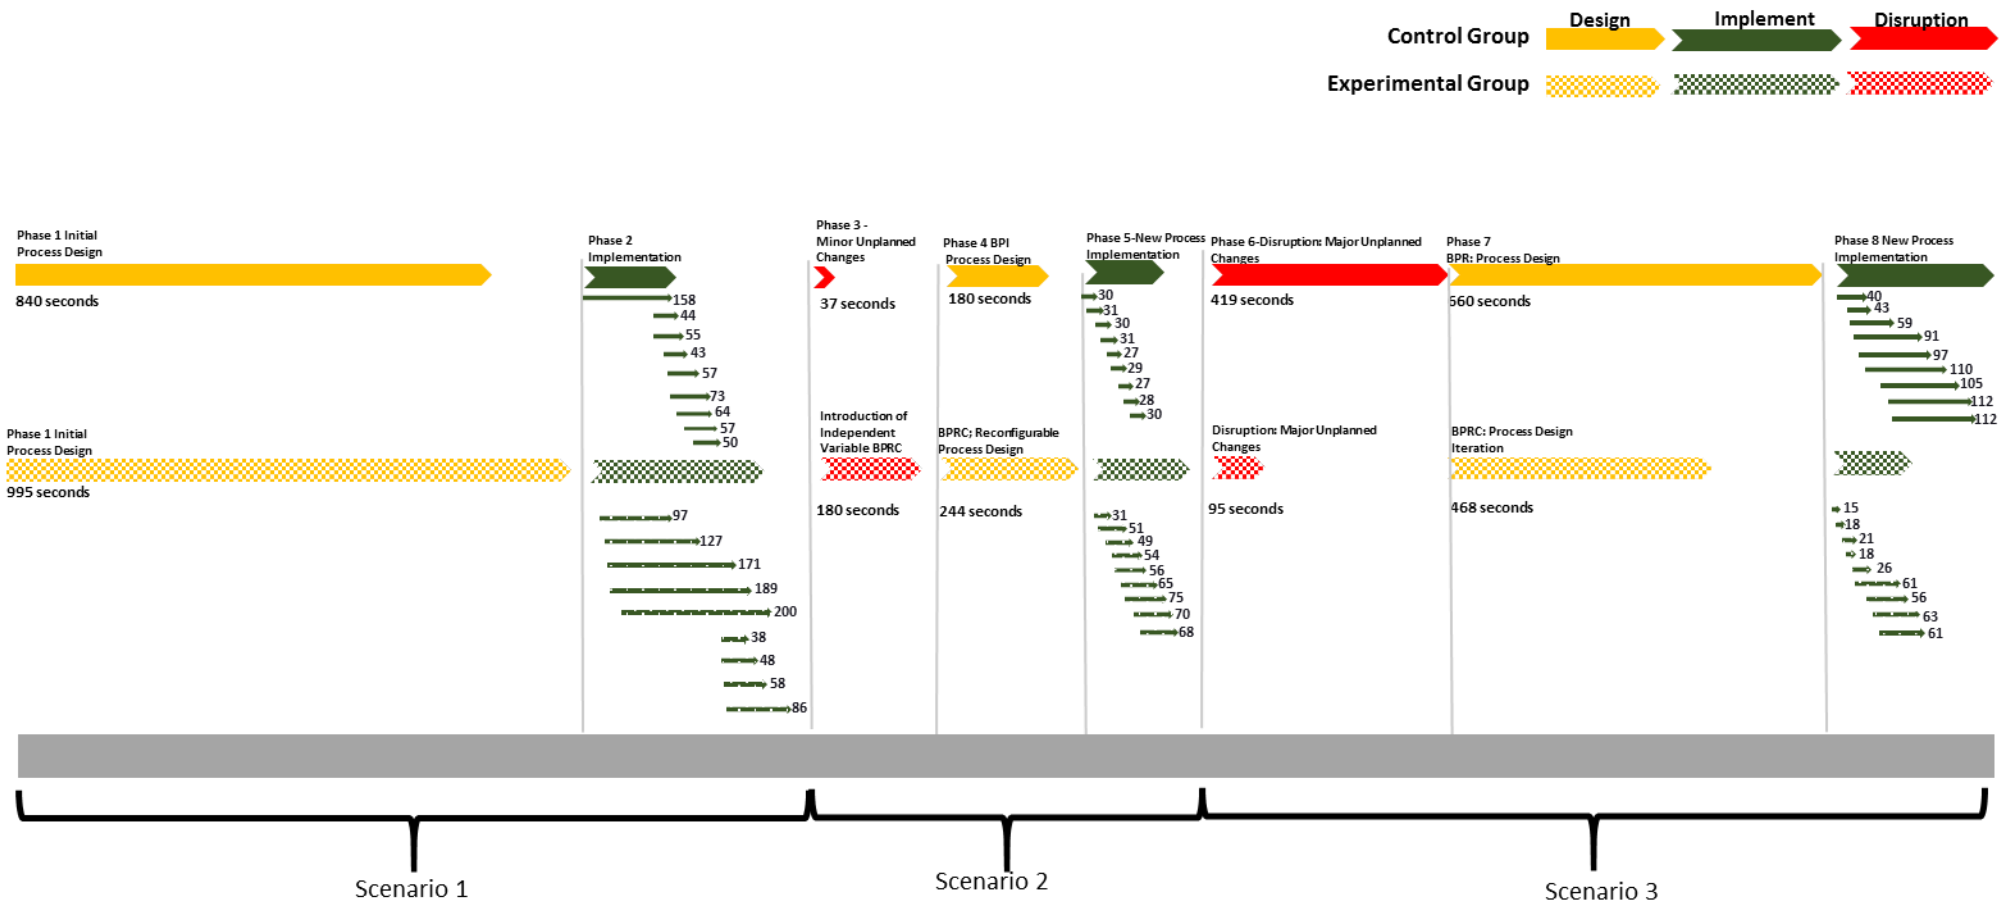 Design Implement Disruption
Control Group
Experimental Group
Phase 1 Initial
Process Design
840 seconds
Phase 2
Implementation
158
44
55
43
57
73
64
57
50
Phase 3 -
Minor Unplanned
Changes
37 seconds
Phase 4 BPI
Process Design
180 seconds
Phase 5-New Process
Implementation
30
31
30
31
27
29
27
28
30
Phase 6-Disruption: Major Unplanned
Changes
419 seconds
Phase 7
BPR: Process Design
660 seconds
Phase 8 New Process
Implementation
40
43
59
91
97
110
105
112
112
Phase 1 Initial
Process Design
995 seconds
97
127
171
189
200
38
48
58
86
Introduction of
Independent
Variable BPRC
180 seconds
BPRC; Reconfigurable
Process Design
244 seconds
31
51
49
54
56
65
75
70
68
Disruption: Major Unplanned
Changes
95 seconds
BPRC: Process Design
Iteration
468 seconds
15
18
21
18
26
61
56
63
61
Scenario 1
Scenario 2
Scenario 3